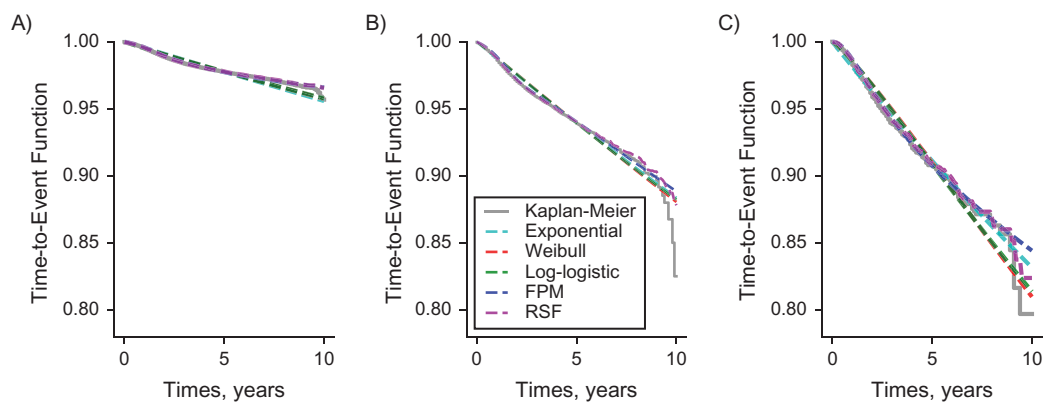 A)
1.00
0.95
0.90
0.85
0.80
Time-to-Event Function
0
5
10
Times, years
B)
1.00
0.95
0.90
0.85
0.80
Time-to-Event Function
Kaplan-Meier
Exponential
Weibull
Log-logistic
FPM
RSF
0
5
10
Times, years
C)
1.00
0.95
0.90
0.85
0.80
Time-to-Event Function
0
5
10
Times, years